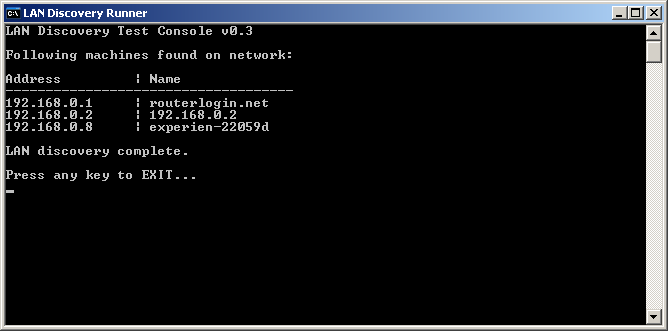 LAN Discovery Runner
LAN Discovery Test Console v0.3
Following machines found on network:
Address | Name
------------------------------------
192.168.0.1 | routerlogin.net
192.168.0.2 | 192.168.0.2
192.168.0.8 | experien-22059d
LAN discovery complete.
Press any key to EXIT...